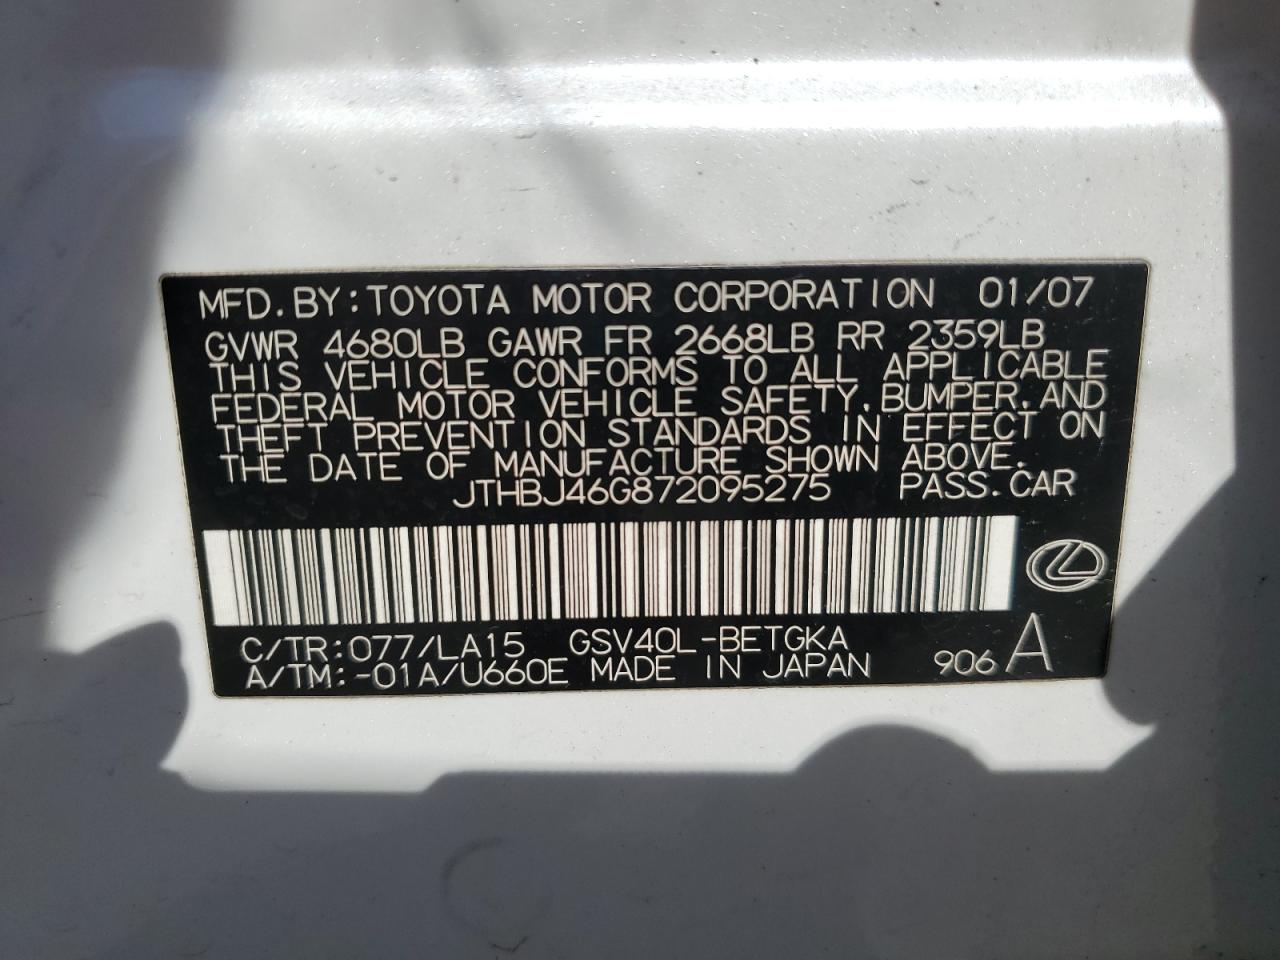 MFD.BY:TOYOTA MOTOR CORPORATION 01/07
GVWR 4680LB GAWR FR 2668LB RR 2359LB
THIS VEHICLE CONFORMS TO ALL APPLICABLE
FEDERAL MOTOR VEHICLE SAFETY,BUMPER,AND
THEFT PREVENTION STANDARDS IN EFFECT ON
THE DATE OF MANUFACTURE SHOWN ABOVE.
JTHBJ46G872095275 PASS.CAR
C/TR:077/LA15 GSV40L-BETGKA
A/TM:-01A/U660E MADE IN JAPAN 906 A